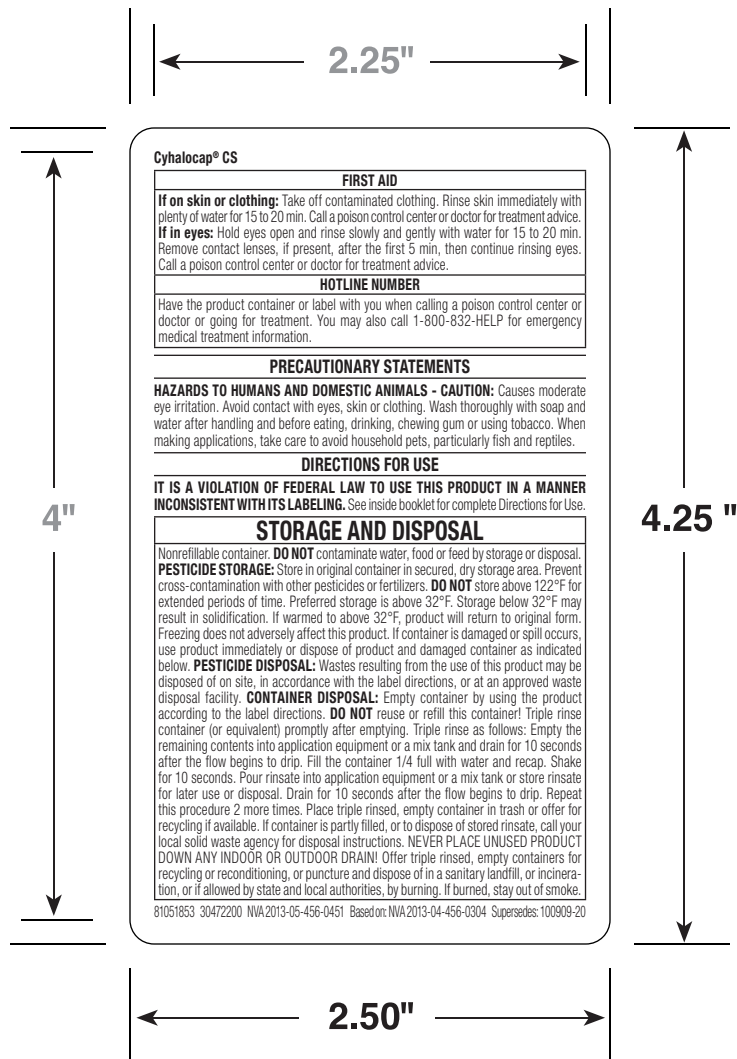 2.25"
Cyhalocap® CS
FIRST AID
If on skin or clothing: Take off contaminated clothing. Rinse skin immediately with
plenty of water for 15 to 20 min. Call a poison control center or doctor for treatment advice.
If in eyes: Hold eyes open and rinse slowly and gently with water for 15 to 20 min.
Remove contact lenses, if present, after the first 5 min, then continue rinsing eyes.
Call a poison control center or doctor for treatment advice.
HOTLINE NUMBER
Have the product container or label with you when calling a poison control center or
doctor or going for treatment. You may also call 1-800-832-HELP for emergency
medical treatment information.
PRECAUTIONARY STATEMENTS
HAZARDS TO HUMANS AND DOMESTIC ANIMALS - CAUTION: Causes moderate
eye irritation. Avoid contact with eyes, skin or clothing. Wash thoroughly with soap and
water after handling and before eating, drinking, chewing gum or using tobacco. When
making applications, take care to avoid household pets, particularly fish and reptiles.
DIRECTIONS FOR USE
IT IS A VIOLATION OF FEDERAL LAW TO USE THIS PRODUCT IN A MANNER
INCONSISTENT WITH ITS LABELING. See inside booklet for complete Directions for Use.
STORAGE AND DISPOSAL
Nonrefillable container. DO NOT contaminate water, food or feed by storage or disposal.
PESTICIDE STORAGE: Store in original container in secured, dry storage area. Prevent
cross-contamination with other pesticides or fertilizers. DO NOT store above 122°F for
extended periods of time. Preferred storage is above 32°F. Storage below 32°F may
result in solidification. If warmed to above 32°F, product will return to original form.
Freezing does not adversely affect this product. If container is damaged or spill occurs,
use product immediately or dispose of product and damaged container as indicated
below. PESTICIDE DISPOSAL: Wastes resulting from the use of this product may be
disposed of on site, in accordance with the label directions, or at an approved waste
disposal facility. CONTAINER DISPOSAL: Empty container by using the product
according to the label directions. DO NOT reuse or refill this container! Triple rinse
container (or equivalent) promptly after emptying. Triple rinse as follows: Empty the
remaining contents into application equipment or a mix tank and drain for 10 seconds
after the flow begins to drip. Fill the container 1/4 full with water and recap. Shake
for 10 seconds. Pour rinsate into application equipment or a mix tank or store rinsate
for later use or disposal. Drain for 10 seconds after the flow begins to drip. Repeat
this procedure 2 more times. Place triple rinsed, empty container in trash or offer for
recycling if available. If container is partly filled, or to dispose of stored rinsate, call your
local solid waste agency for disposal instructions. NEVER PLACE UNUSED PRODUCT
DOWN ANY INDOOR OR OUTDOOR DRAIN! Offer triple rinsed, empty containers for
recycling or reconditioning, or puncture and dispose of in a sanitary landfill, or incinera-
tion, or if allowed by state and local authorities, by burning. If burned, stay out of smoke.
81051853 30472200 NVA 2013-05-456-0451 Based on: NVA 2013-04-456-0304 Supersedes: 100909-20
4"
4.25 "
2.50"